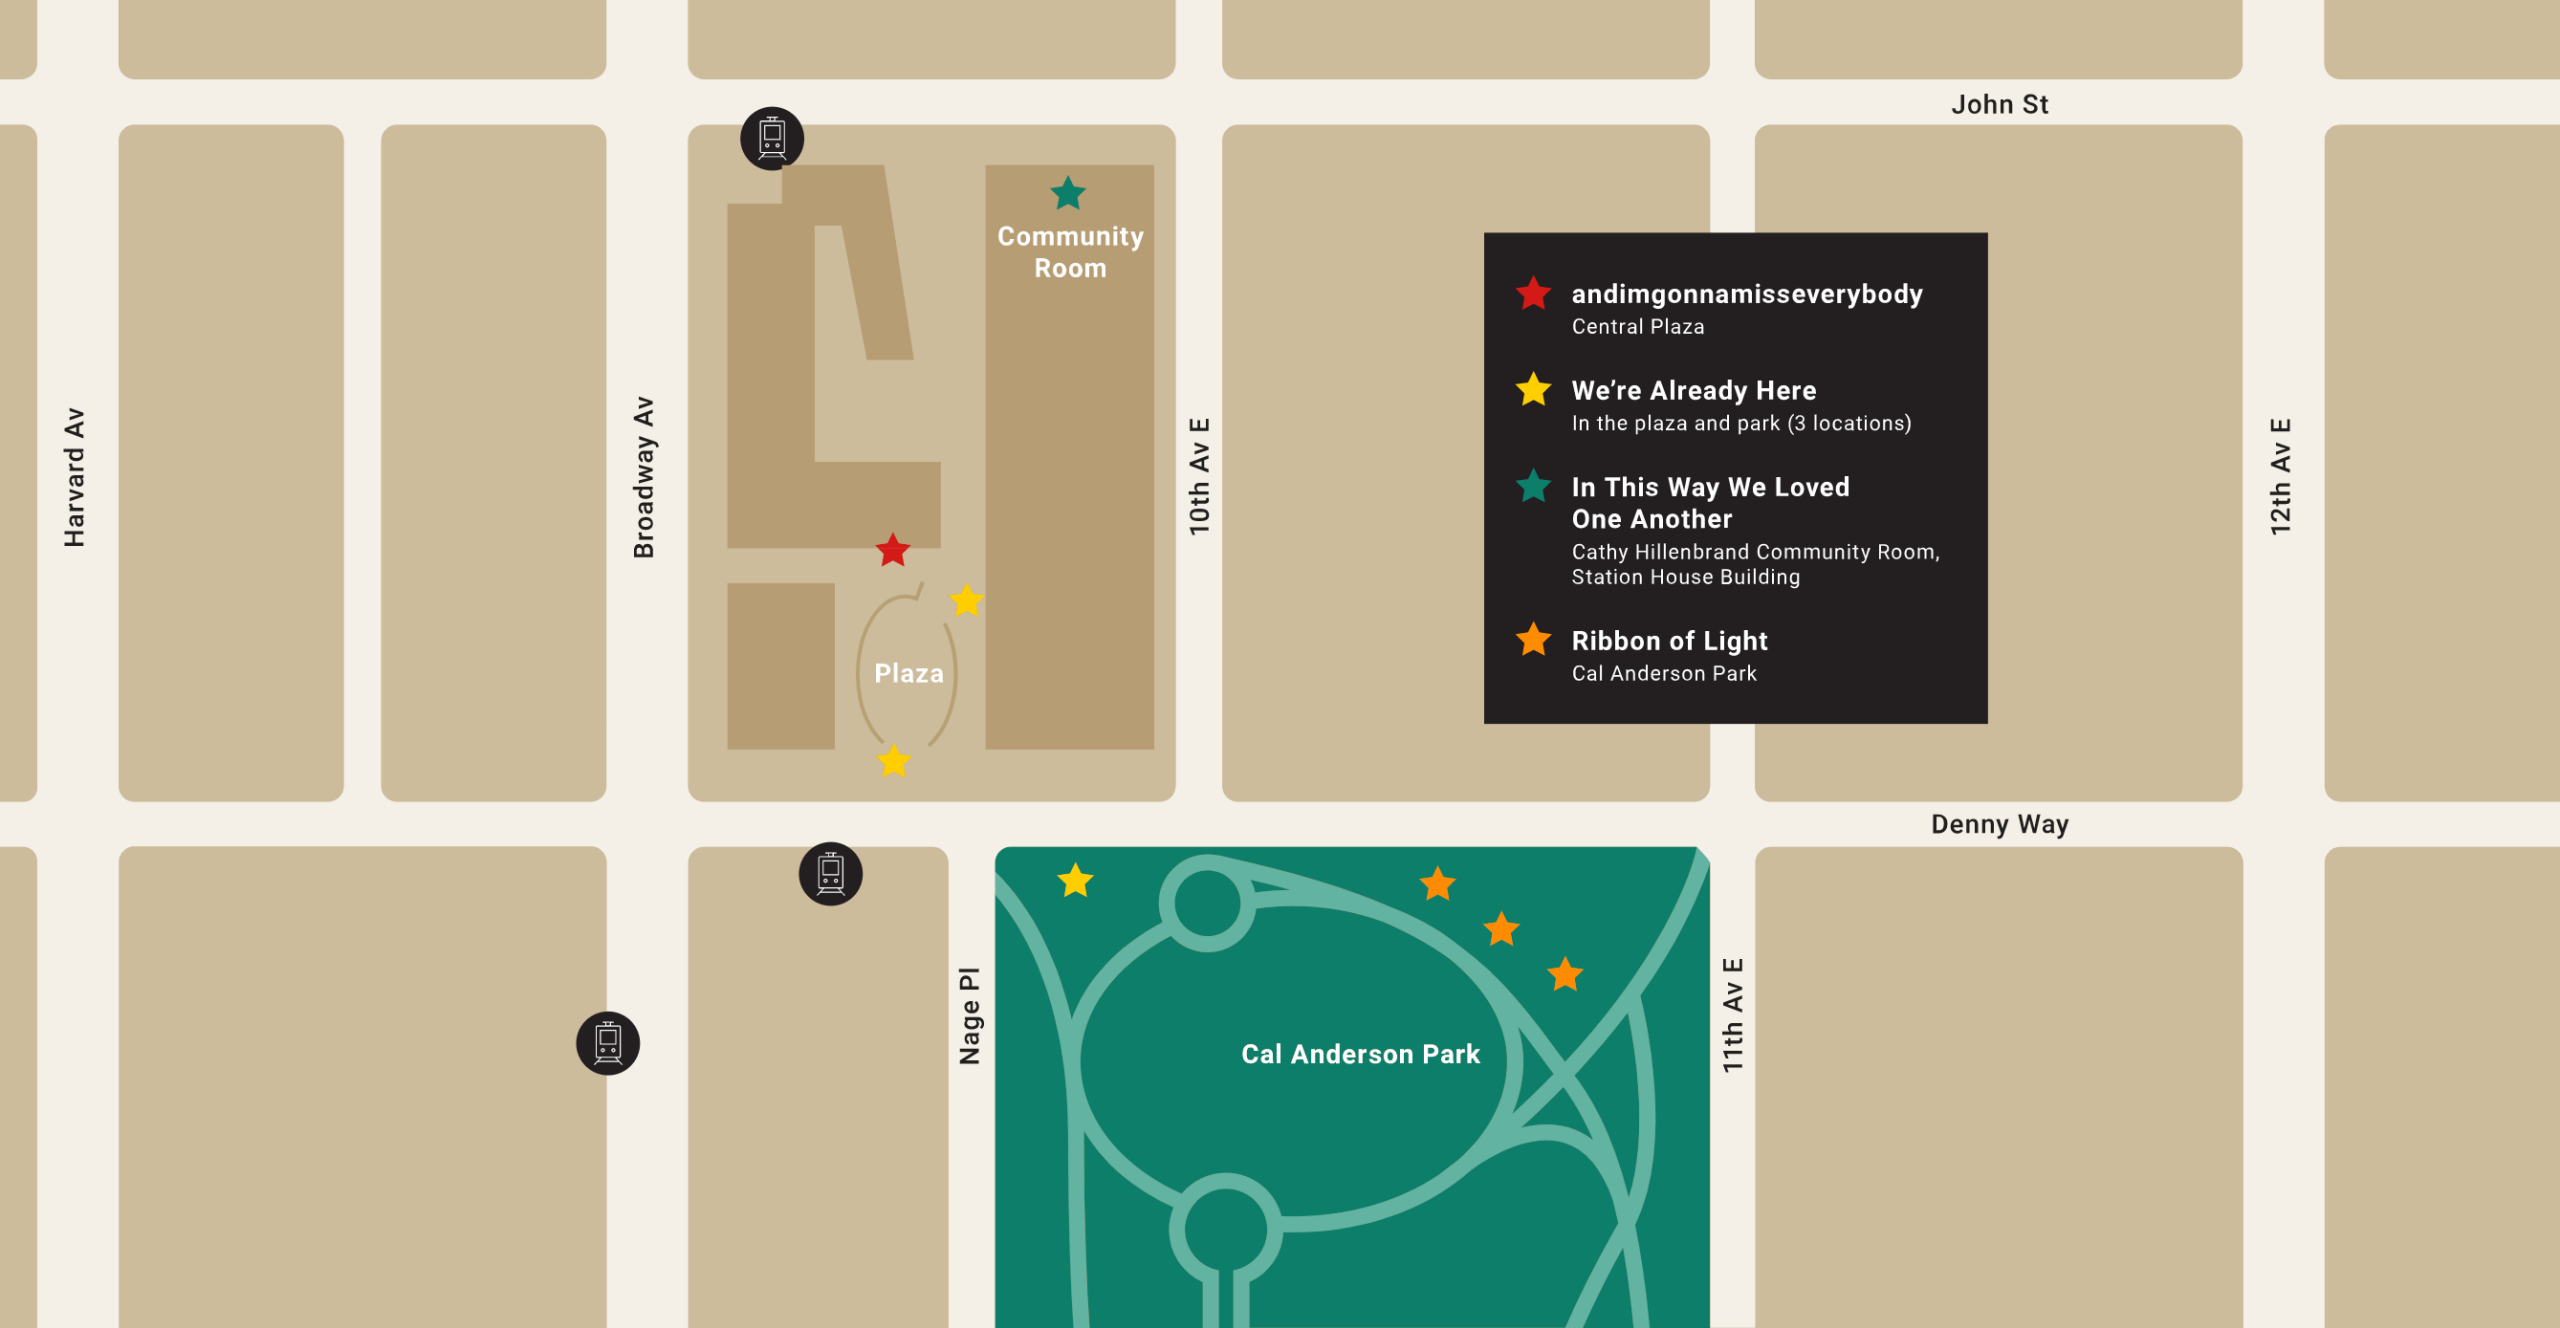 John St
Community
Room
Harvard Av
Broadway Av
10th Av E
12th Av E
andimgonnamisseverybody
Central Plaza
We’re Already Here
In the plaza and park (3 locations)
In This Way We Loved
One Another
Cathy Hillenbrand Community Room,
Station House Building
Ribbon of Light
Cal Anderson Park
Plaza
Denny Way
Nage Pl
Cal Anderson Park
11th Av E